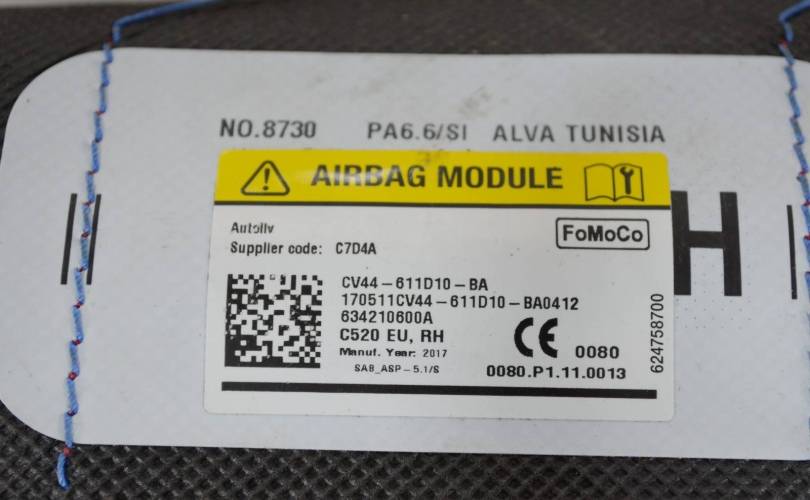 NO.8730 PA6.6/SI ALVA TUNISIA
AIRBAG MODULE
Autoliv
Supplier code: C7D4A
FoMoCo
H
CV44-611D10-BA
170511CV44-611D10-BA0412
634210600A
C520 EU, RH
CE 0080
Manuf. Year: 2017
SAB_ASP-5.1/S
0080.P1.11.0013
624758700